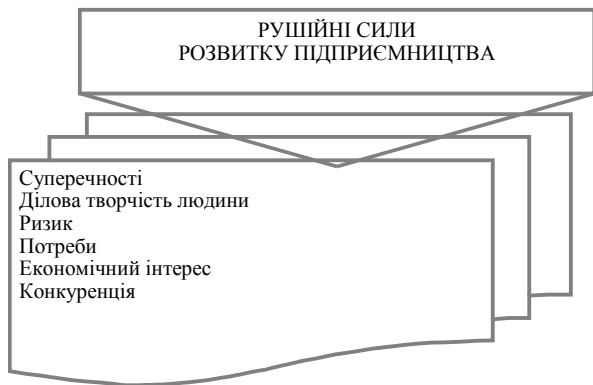 РУШІЙНІ СИЛИ
РОЗВИТКУ ПІДПРИЄМНИЦТВА
Суперечності
Ділова творчість людини
Ризик
Потреби
Економічний інтерес
Конкуренція